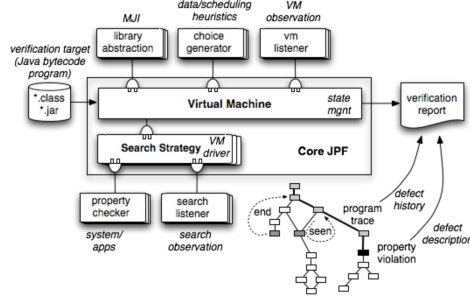 MJI
data/scheduling
heuristics
VM
observation
verification target
(Java bytecode
program)
library
abstraction
choice
generator
vm
listener
*.class
*.jar
Virtual Machine
state
mgnt
verification
report
Search Strategy
VM
driver
Core JPF
property
checker
search
listener
system/
apps
search
observation
end
seen
program
trace
defect
history
property
violation
defect
description